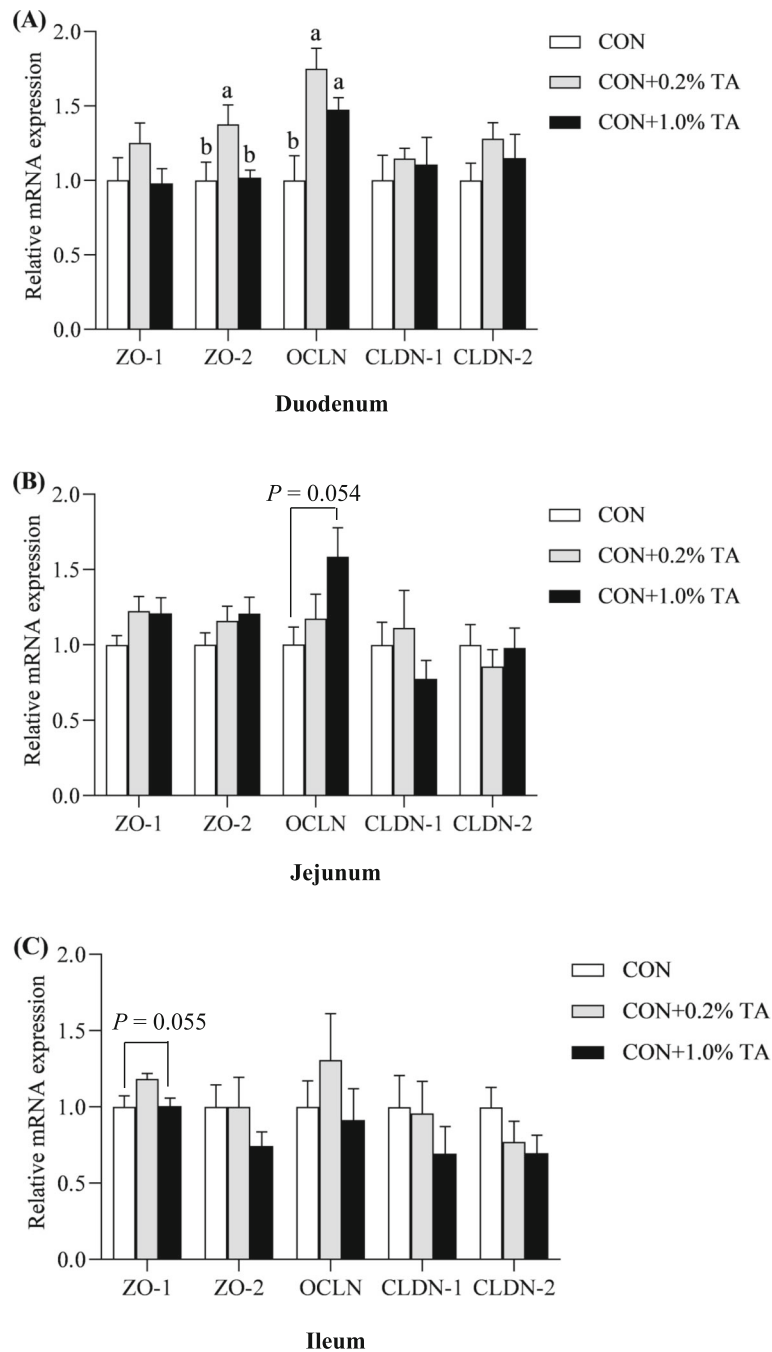 (A)
Relative mRNA expression
2.0
1.5
1.0
0.5
0.0
b
a
b
b
a
a
ZO-1 ZO-2 OCLN CLDN-1 CLDN-2
Duodenum
CON
CON+0.2% TA
CON+1.0% TA
(B)
Relative mRNA expression
2.0
1.5
1.0
0.5
0.0
P = 0.054
ZO-1 ZO-2 OCLN CLDN-1 CLDN-2
Jejunum
CON
CON+0.2% TA
CON+1.0% TA
(C)
Relative mRNA expression
2.0
1.5
1.0
0.5
0.0
P = 0.055
ZO-1 ZO-2 OCLN CLDN-1 CLDN-2
Ileum
CON
CON+0.2% TA
CON+1.0% TA